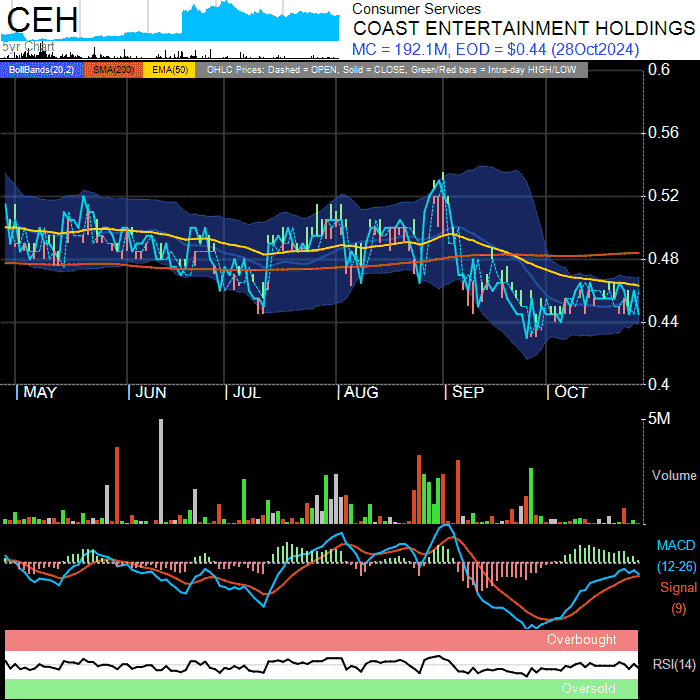 CEH
Consumer Services
COAST ENTERTAINMENT HOLDINGS
MC = 192.1M, EOD = $0.44 (28Oct2024)
5yr Chart
BollBands(20,2) SMA(200) EMA(50) OHLC Prices: Dashed = OPEN, Solid = CLOSE, Green/Red bars = Intra-day HIGH/LOW
0.6
0.56
0.52
0.48
0.44
0.4
MAY JUN JUL AUG SEP OCT
5M
Volume
MACD
(12-26)
Signal
(9)
Overbought
RSI(14)
Oversold